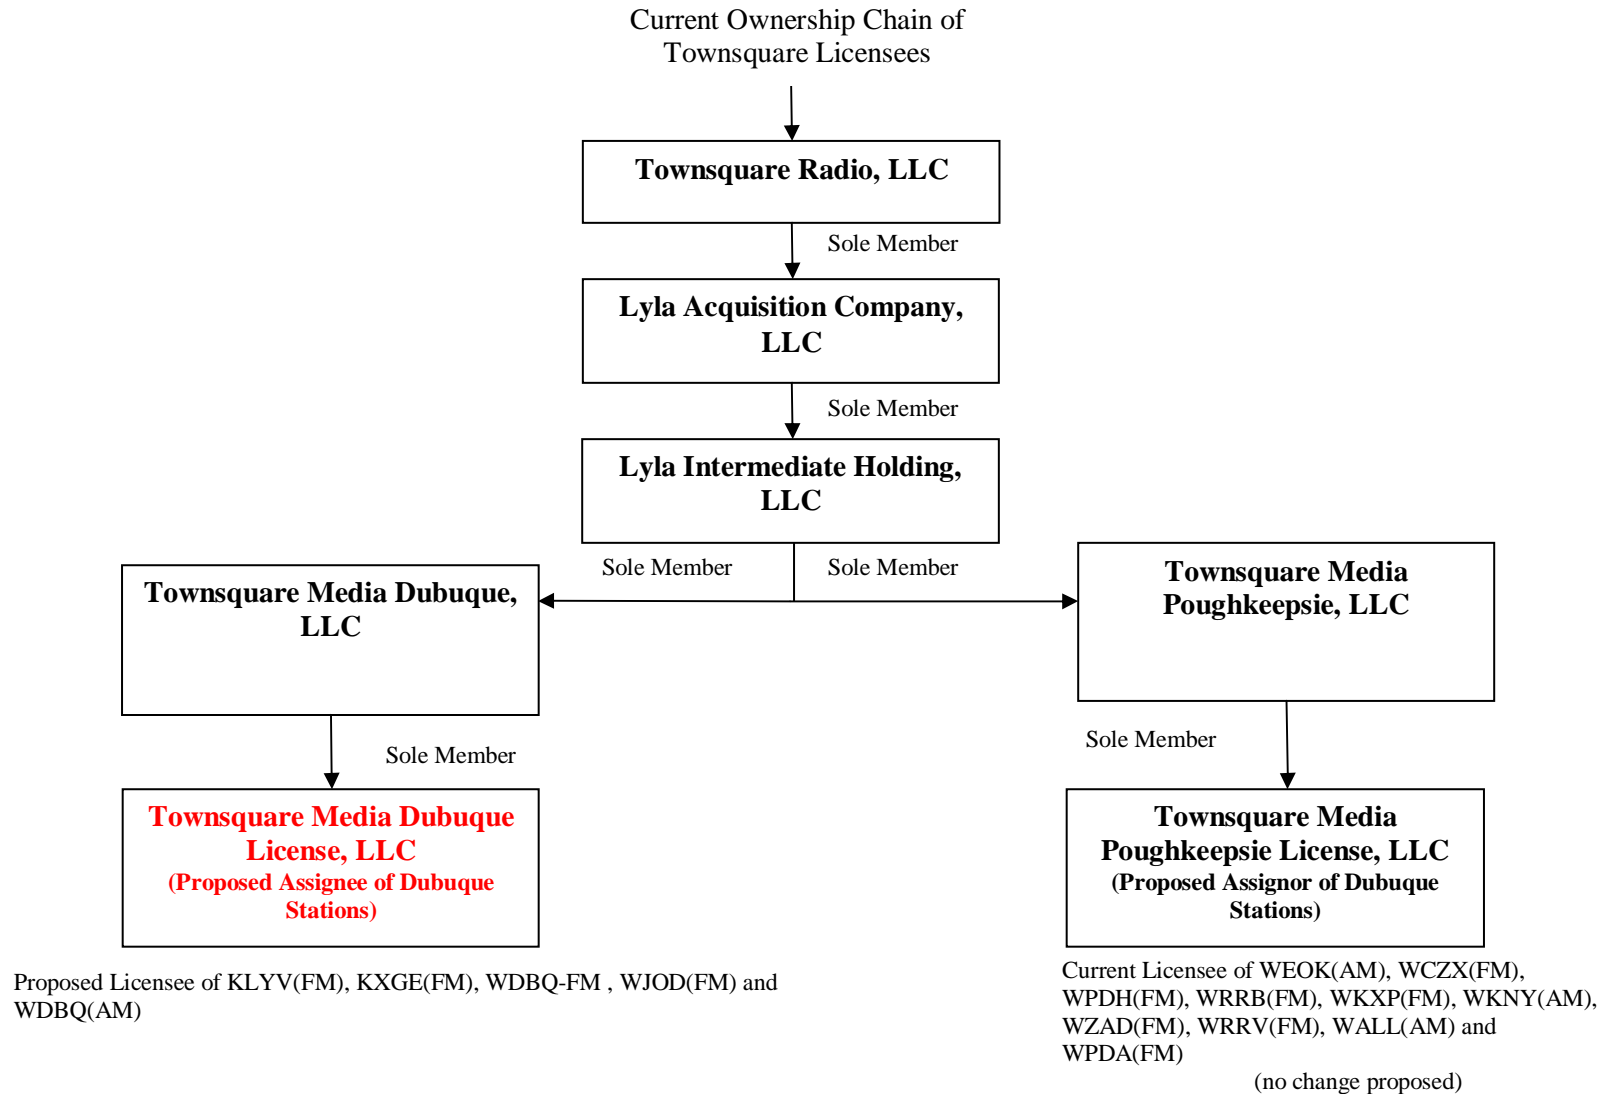 Current Ownership Chain of
Townsquare Licensees
Townsquare Radio, LLC
Sole Member
Lyla Acquisition Company,
LLC
Sole Member
Lyla Intermediate Holding,
LLC
Sole Member
Sole Member
Townsquare Media Dubuque,
LLC
Townsquare Media
Poughkeepsie, LLC
Sole Member
Sole Member
Townsquare Media Dubuque
License, LLC
(Proposed Assignee of Dubuque
Stations)
Townsquare Media
Poughkeepsie License, LLC
(Proposed Assignor of Dubuque
Stations)
Proposed Licensee of KLYV(FM), KXGE(FM), WDBQ-FM , WJOD(FM) and
WDBQ(AM)
Current Licensee of WEOK(AM), WCZX(FM),
WPDH(FM), WRRB(FM), WKXP(FM), WKNY(AM),
WZAD(FM), WRRV(FM), WALL(AM) and
WPDA(FM)
(no change proposed)